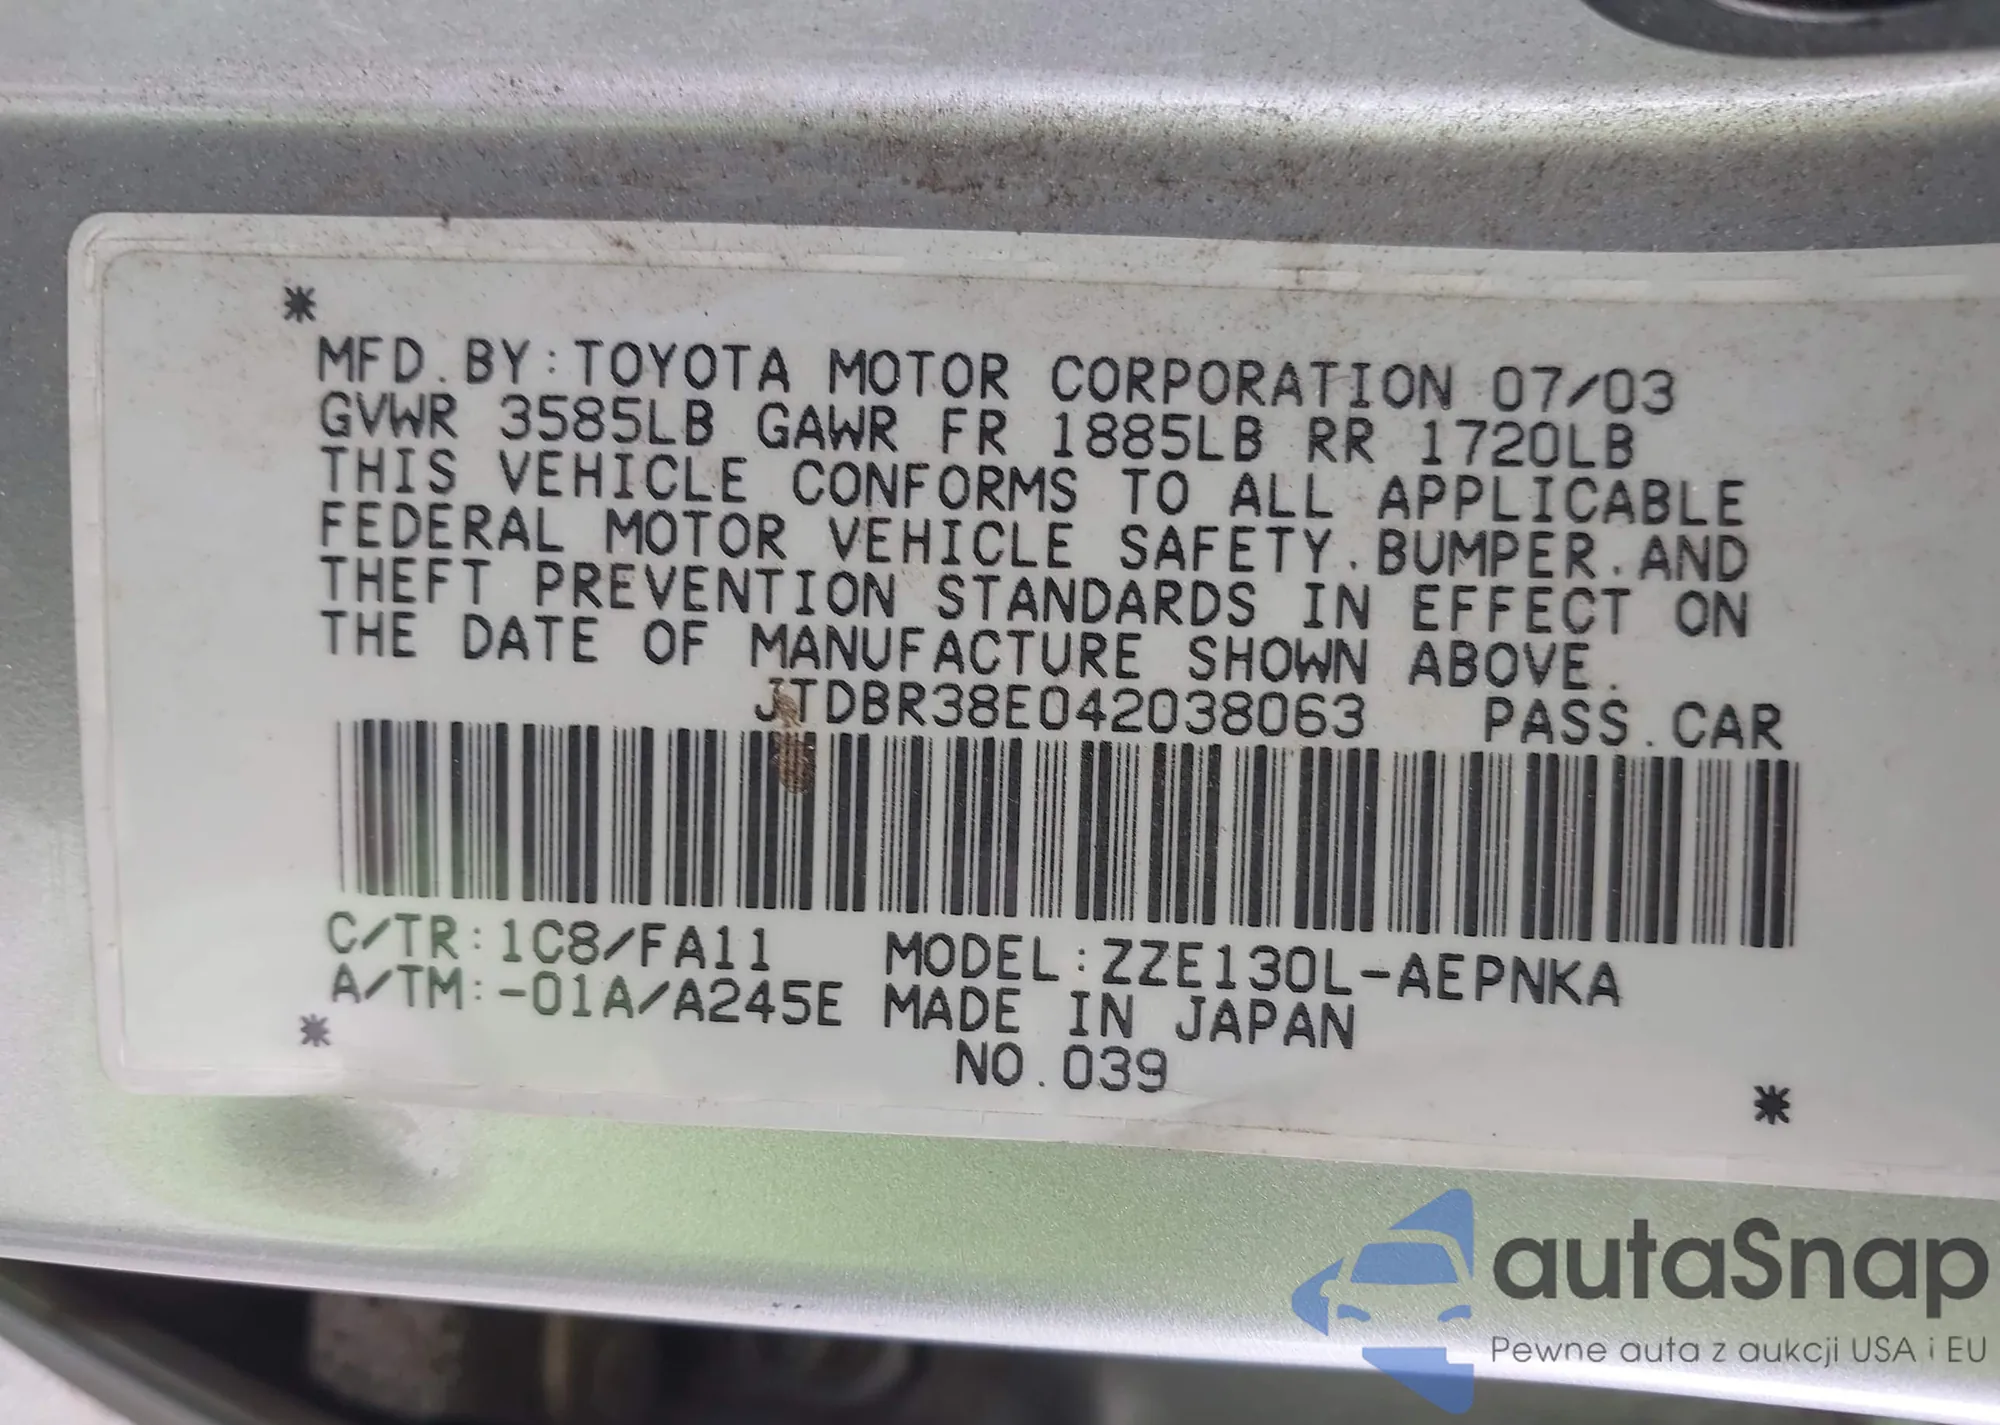 *
MFD.BY:TOYOTA MOTOR CORPORATION 07/03
GVWR 3585LB GAWR FR 1885LB RR 1720LB
THIS VEHICLE CONFORMS TO ALL APPLICABLE
FEDERAL MOTOR VEHICLE SAFETY.BUMPER.AND
THEFT PREVENTION STANDARDS IN EFFECT ON
THE DATE OF MANUFACTURE SHOWN ABOVE.
JTDBR38E042038063 PASS.CAR
C/TR:1C8/FA11 MODEL:ZZE130L-AEPNKA
A/TM:-01A/A245E MADE IN JAPAN
* NO.039
*
autaSnap
Pewne auta z aukcji USA i EU